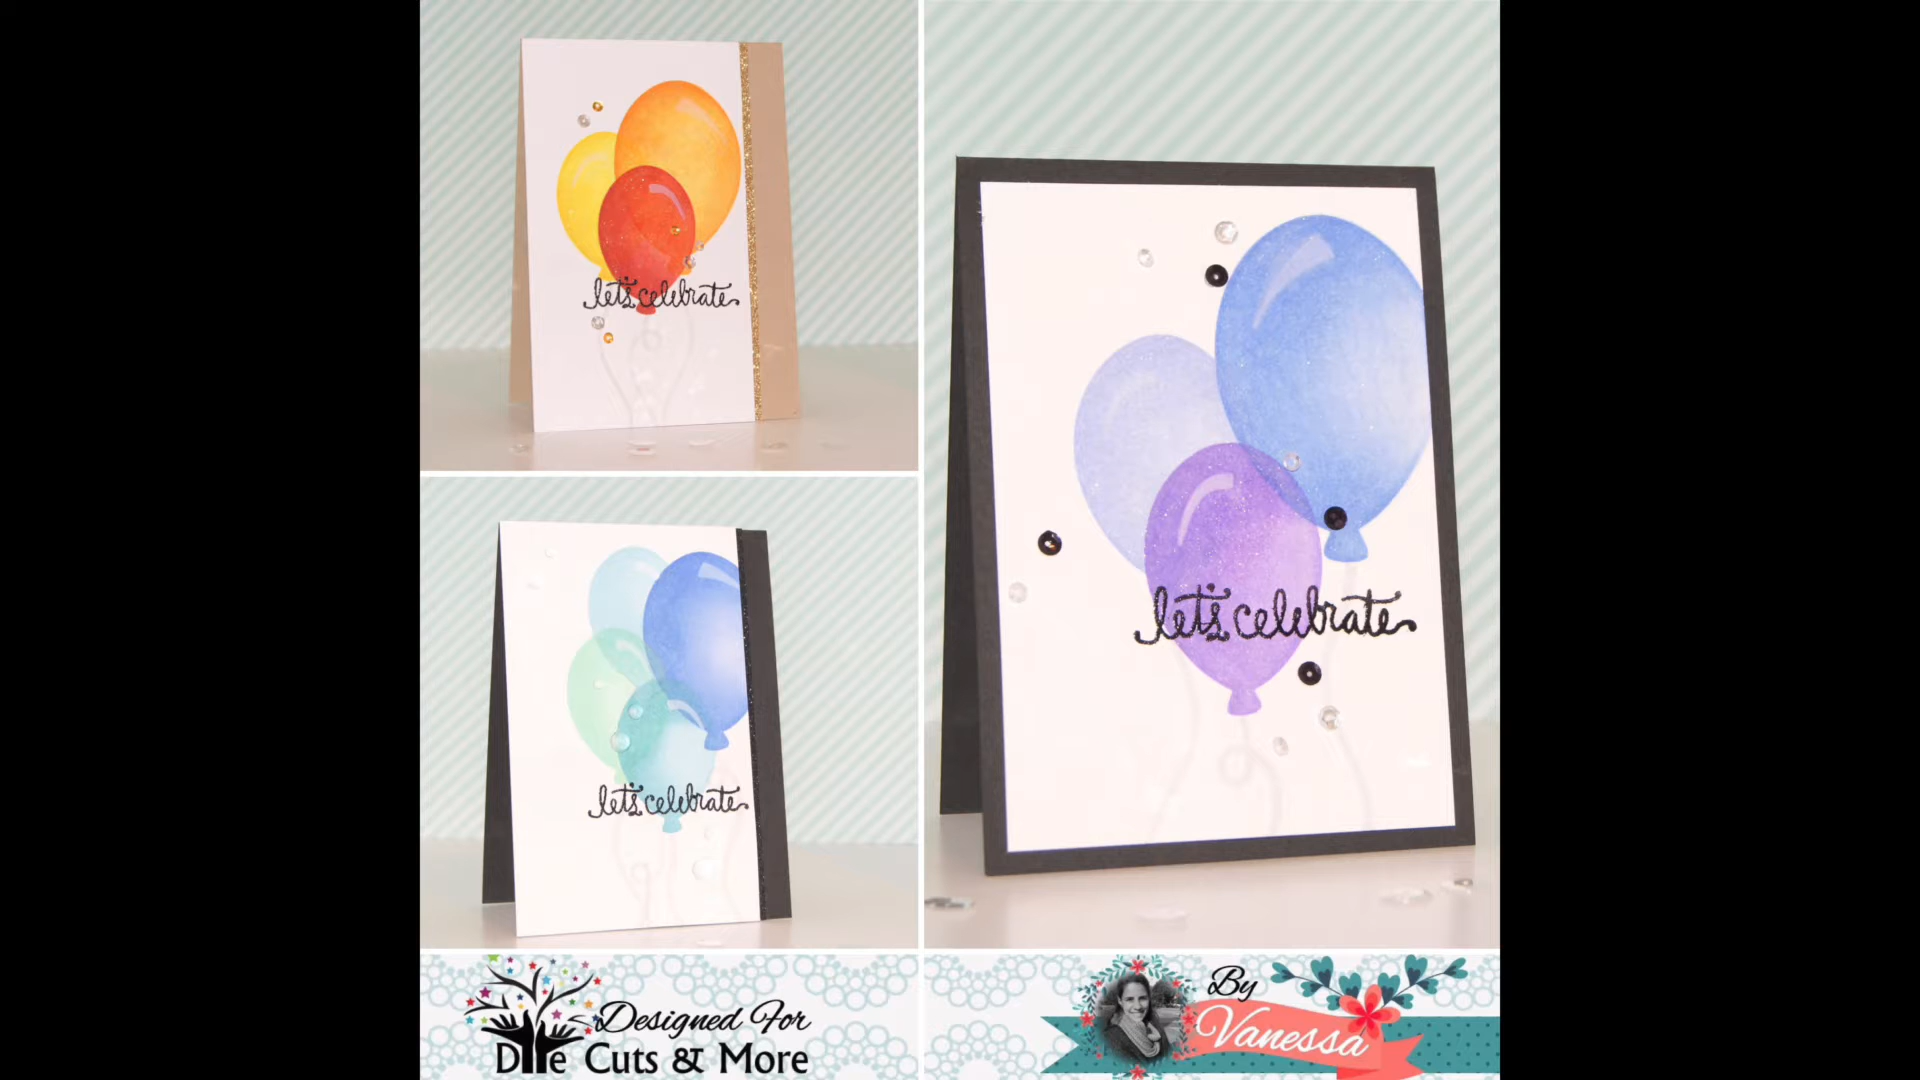 let's celebrate
let's celebrate
let's celebrate
Designed For
Die Cuts & More
By
Vanessa